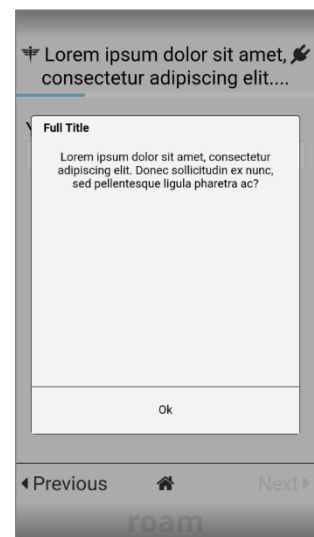 Lorem ipsum dolor sit amet,
consectetur adipiscing elit....
Full Title
Lorem ipsum dolor sit amet, consectetur
adipiscing elit. Donec sollicitudin ex nunc,
sed pellentesque ligula pharetra ac?
Ok
Previous
Next
roam